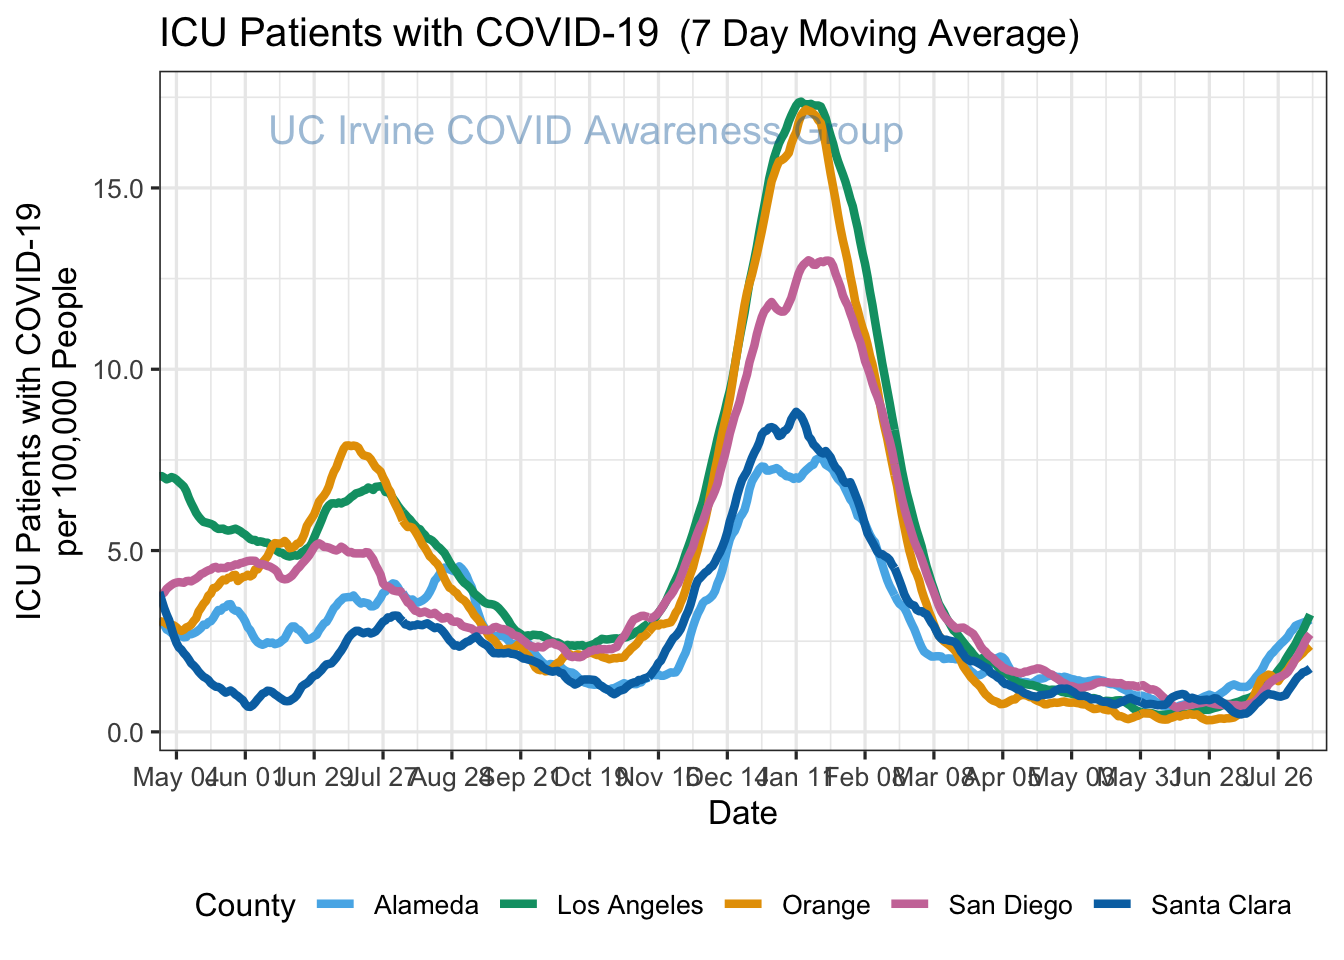 ICU Patients with COVID-19 (7 Day Moving Average)
UC Irvine COVID Awareness Group
ICU Patients with COVID-19
per 100,000 People
15.0
10.0
5.0
0.0
May 04 Jun 01 Jun 29 Jul 27 Aug 24 Sep 21 Oct 19 Nov 16 Dec 14 Jan 11 Feb 08 Mar 08 Apr 05 May 03 May 31 Jun 28 Jul 26
Date
County Alameda Los Angeles Orange San Diego Santa Clara